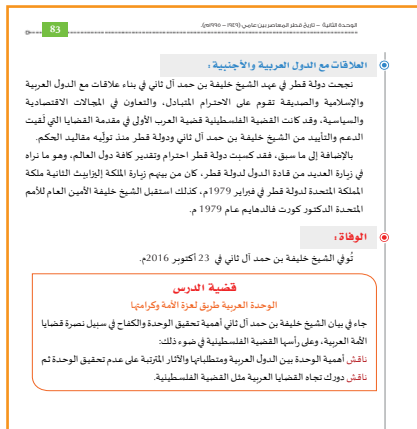 الوحدة الثانية – تاريخ قطر المعاصر بين عامي (١٩٤٩ – ١٩٩٥م).
83
العلاقات مع الدول العربية والأجنبية :
نجحت دولة قطر في عهد الشيخ خليفة بن حمد آل ثاني في بناء علاقات مع الدول العربية
والإسلامية والصديقة تقوم على الاحترام المتبادل، والتعاون في المجالات الاقتصادية
والسياسية، وقد كانت القضية الفلسطينية قضية العرب الأولى في مقدمة القضايا التي لقيت
الدعم والتأييد من الشيخ خليفة بن حمد آل ثاني ودولة قطر منذ تولّيه مقاليد الحكم.
بالإضافة إلى ما سبق، فقد كسبت دولة قطر احترام وتقدير كافة دول العالم، وهو ما نراه
في زيارة العديد من قادة الدول لدولة قطر، كان من بينهم زيارة الملكة إليزابيث الثانية ملكة
المملكة المتحدة لدولة قطر في فبراير 1979م، كذلك استقبل الشيخ خليفة الأمين العام للأمم
المتحدة الدكتور كورت فالدهايم عام 1979 م.
الوفاة :
تُوفي الشيخ خليفة بن حمد آل ثاني في 23 أكتوبر 2016م.
قضية الدرس
الوحدة العربية طريق لعزة الأمة وكرامتها
جاء في بيان الشيخ خليفة بن حمد آل ثاني أهمية تحقيق الوحدة والكفاح في سبيل نصرة قضايا
الأمة العربية، وعلى رأسها القضية الفلسطينية في ضوء ذلك:
ناقش أهمية الوحدة بين الدول العربية ومتطلباتها والآثار المترتبة على عدم تحقيق الوحدة ثم
ناقش دورك تجاه القضايا العربية مثل القضية الفلسطينية.